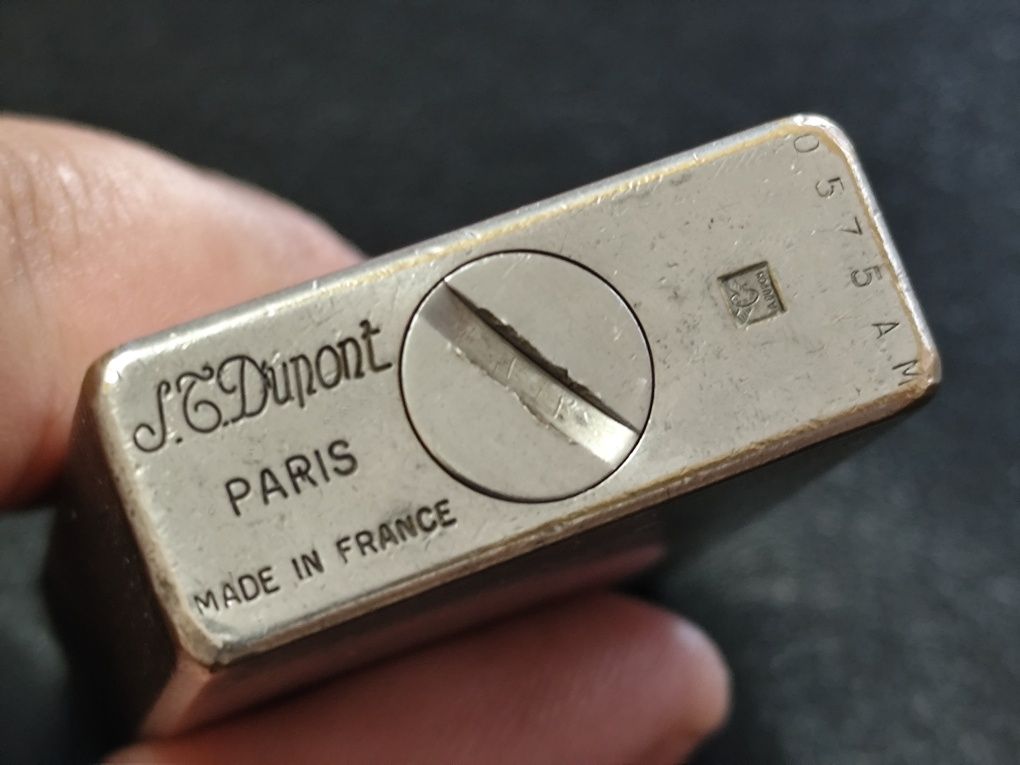 S.T.Dupont
PARIS
MADE IN FRANCE
0575AM